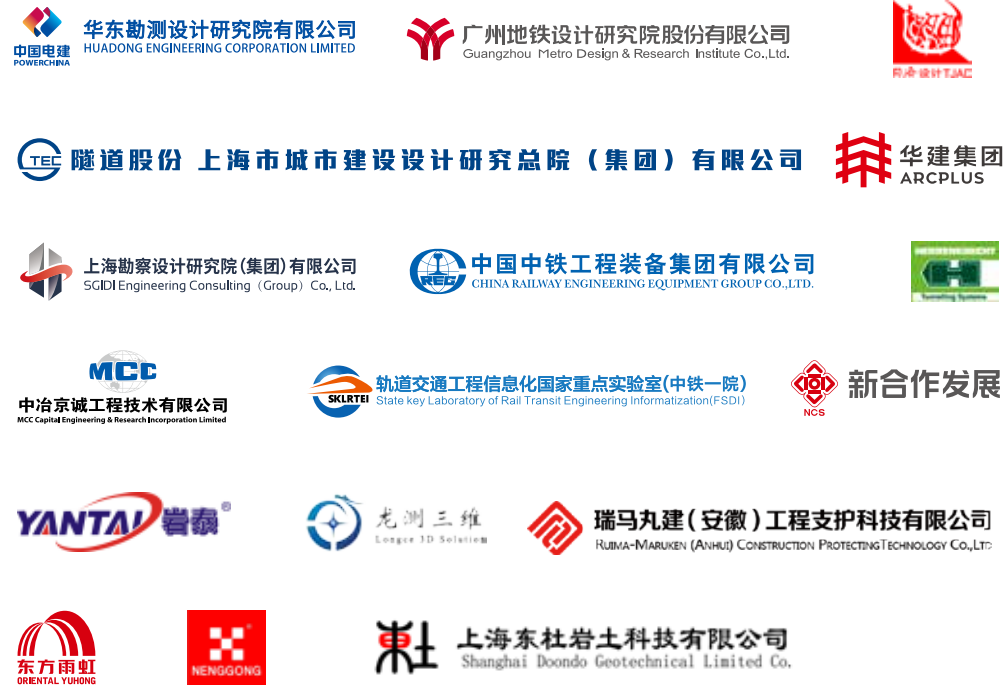 中国电建
POWERCHINA
华东勘测设计研究院有限公司
HUADONG ENGINEERING CORPORATION LIMITED
广州地铁设计研究院股份有限公司
Guangzhou Metro Design & Research Institute Co.,Ltd.
同济设计TJAD
STEC
隧道股份 上海市城市建设设计研究总院（集团）有限公司
华建集团
ARCPLUS
上海勘察设计研究院(集团)有限公司
SGIDI Engineering Consulting (Group) Co., Ltd.
REC
中国中铁工程装备集团有限公司
CHINA RAILWAY ENGINEERING EQUIPMENT GROUP CO.,LTD.
HERRENKNECHT
Tunnelling Systems
MCC
中冶京诚工程技术有限公司
MCC Capital Engineering & Research Incorporation Limited
SKLRTEI
轨道交通工程信息化国家重点实验室(中铁一院)
State key Laboratory of Rail Transit Engineering Informatization(FSDI)
NCS
新合作发展
YANTAI岩泰®
龙测三维
Longce 3D Solution
瑞马丸建(安徽)工程支护科技有限公司
RUIMA-MARUKEN (ANHUI) CONSTRUCTION PROTECTINGTECHNOLOGY CO.,LTD
东方雨虹
ORIENTAL YUHONG
NENGGONG
上海东杜岩土科技有限公司
Shanghai Doondo Geotechnical Limited Co.